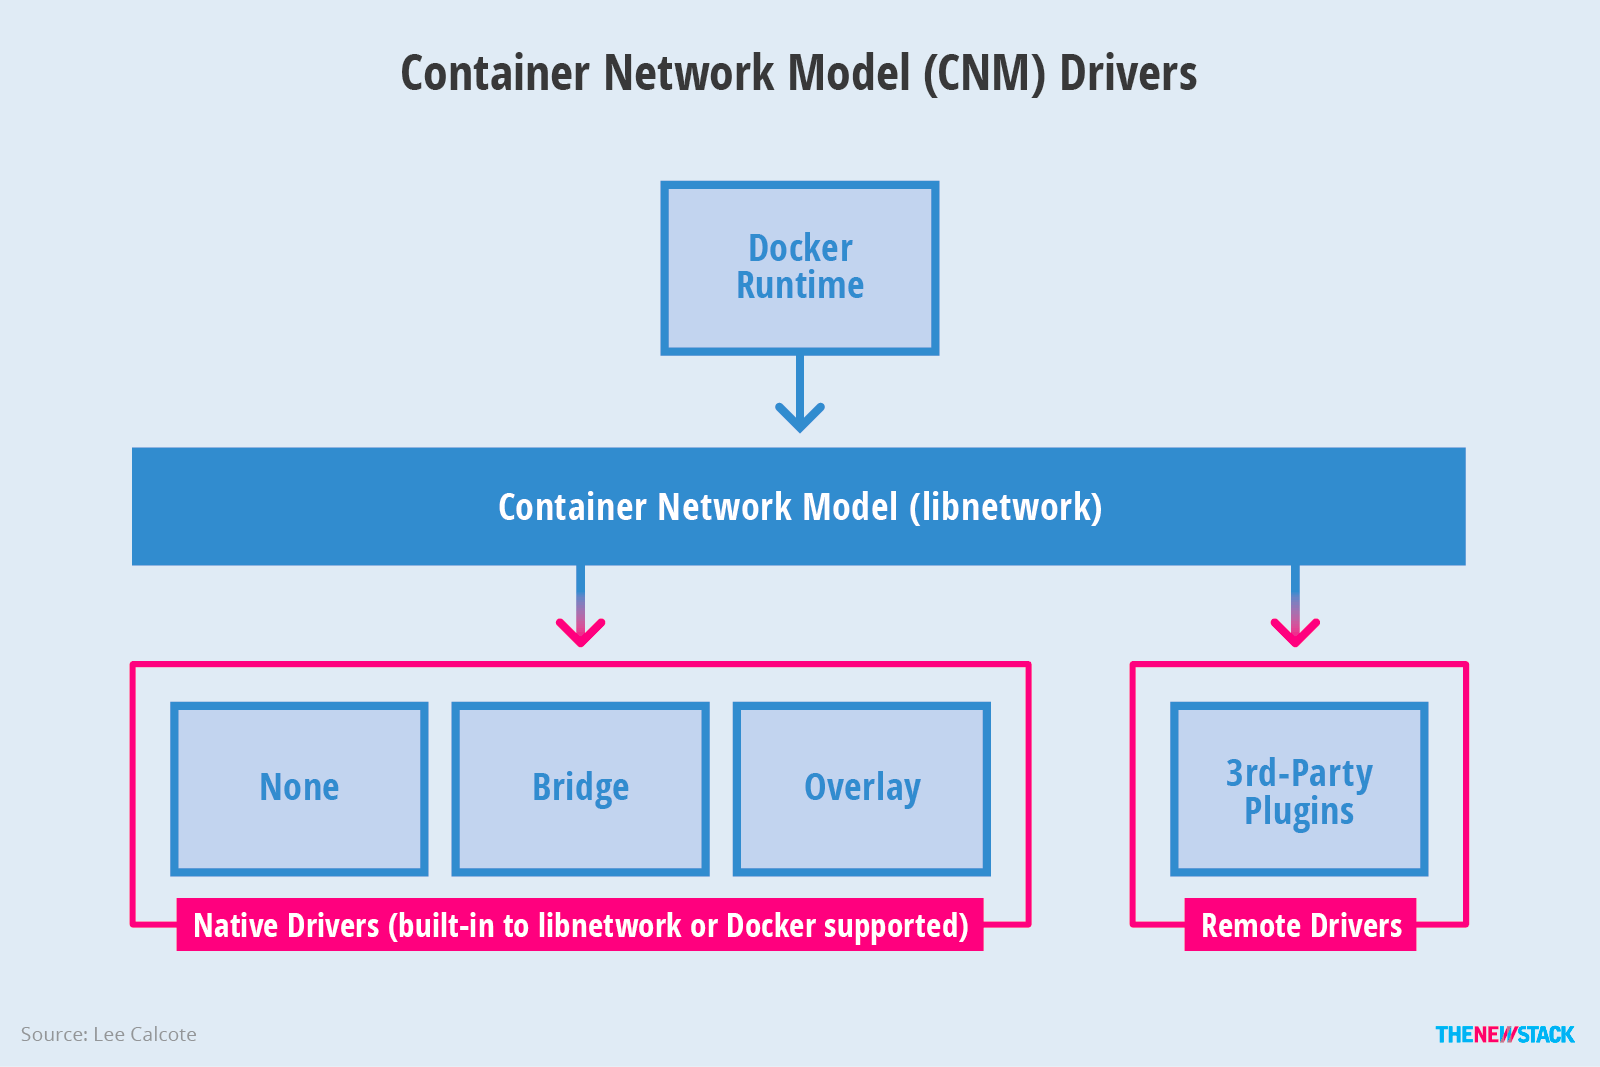 Container Network Model (CNM) Drivers
Docker
Runtime
Container Network Model (libnetwork)
None
Bridge
Overlay
3rd-Party
Plugins
Native Drivers (built-in to libnetwork or Docker supported)
Remote Drivers
Source: Lee Calcote
THENEWSTACK